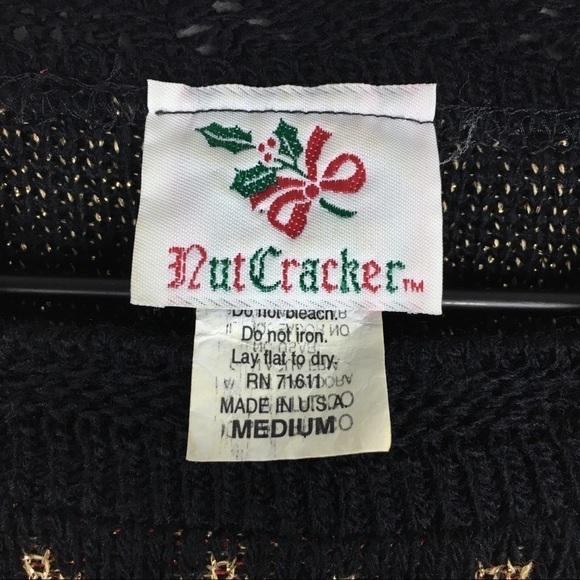 NutCracker™
Do not bleach.
Do not iron.
Lay flat to dry.
RN 71611
MADE IN U.S.A.
MEDIUM